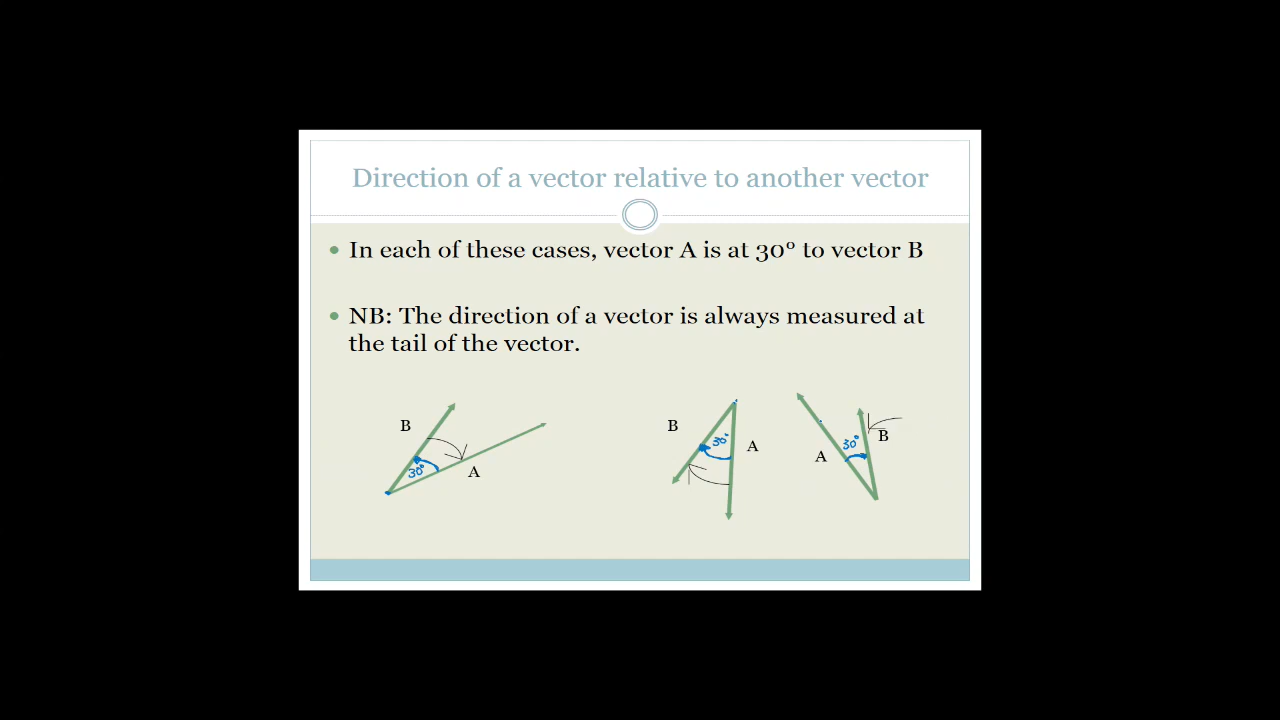 Direction of a vector relative to another vector
• In each of these cases, vector A is at 30° to vector B
• NB: The direction of a vector is always measured at
the tail of the vector.
B
30°
A
B
30°
A
A
30°
B